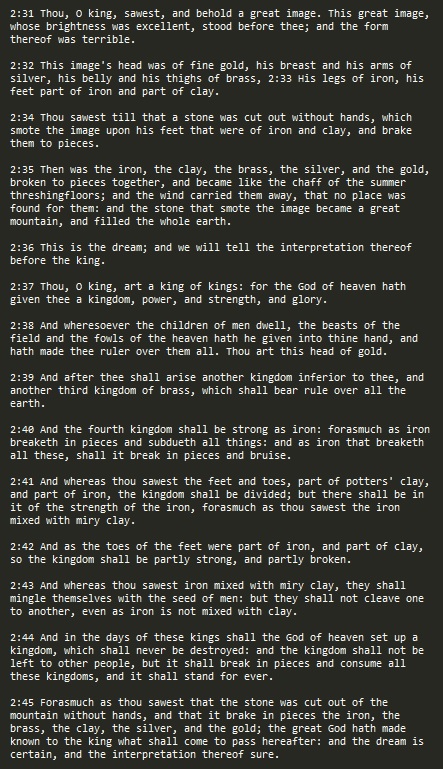 2:31 Thou, O king, sawest, and behold a great image. This great image,
whose brightness was excellent, stood before thee; and the form
thereof was terrible.
2:32 This image's head was of fine gold, his breast and his arms of
silver, his belly and his thighs of brass, 2:33 His legs of iron, his
feet part of iron and part of clay.
2:34 Thou sawest till that a stone was cut out without hands, which
smote the image upon his feet that were of iron and clay, and brake
them to pieces.
2:35 Then was the iron, the clay, the brass, the silver, and the gold,
broken to pieces together, and became like the chaff of the summer
threshingfloors; and the wind carried them away, that no place was
found for them: and the stone that smote the image became a great
mountain, and filled the whole earth.
2:36 This is the dream; and we will tell the interpretation thereof
before the king.
2:37 Thou, O king, art a king of kings: for the God of heaven hath
given thee a kingdom, power, and strength, and glory.
2:38 And wheresoever the children of men dwell, the beasts of the
field and the fowls of the heaven hath he given into thine hand, and
hath made thee ruler over them all. Thou art this head of gold.
2:39 And after thee shall arise another kingdom inferior to thee, and
another third kingdom of brass, which shall bear rule over all the
earth.
2:40 And the fourth kingdom shall be strong as iron: forasmuch as iron
breaketh in pieces and subdueth all things: and as iron that breaketh
all these, shall it break in pieces and bruise.
2:41 And whereas thou sawest the feet and toes, part of potters' clay,
and part of iron, the kingdom shall be divided; but there shall be in
it of the strength of the iron, forasmuch as thou sawest the iron
mixed with miry clay.
2:42 And as the toes of the feet were part of iron, and part of clay,
so the kingdom shall be partly strong, and partly broken.
2:43 And whereas thou sawest iron mixed with miry clay, they shall
mingle themselves with the seed of men: but they shall not cleave one
to another, even as iron is not mixed with clay.
2:44 And in the days of these kings shall the God of heaven set up a
kingdom, which shall never be destroyed: and the kingdom shall not be
left to other people, but it shall break in pieces and consume all
these kingdoms, and it shall stand for ever.
2:45 Forasmuch as thou sawest that the stone was cut out of the
mountain without hands, and that it brake in pieces the iron, the
brass, the clay, the silver, and the gold; the great God hath made
known to the king what shall come to pass hereafter: and the dream is
certain, and the interpretation thereof sure.